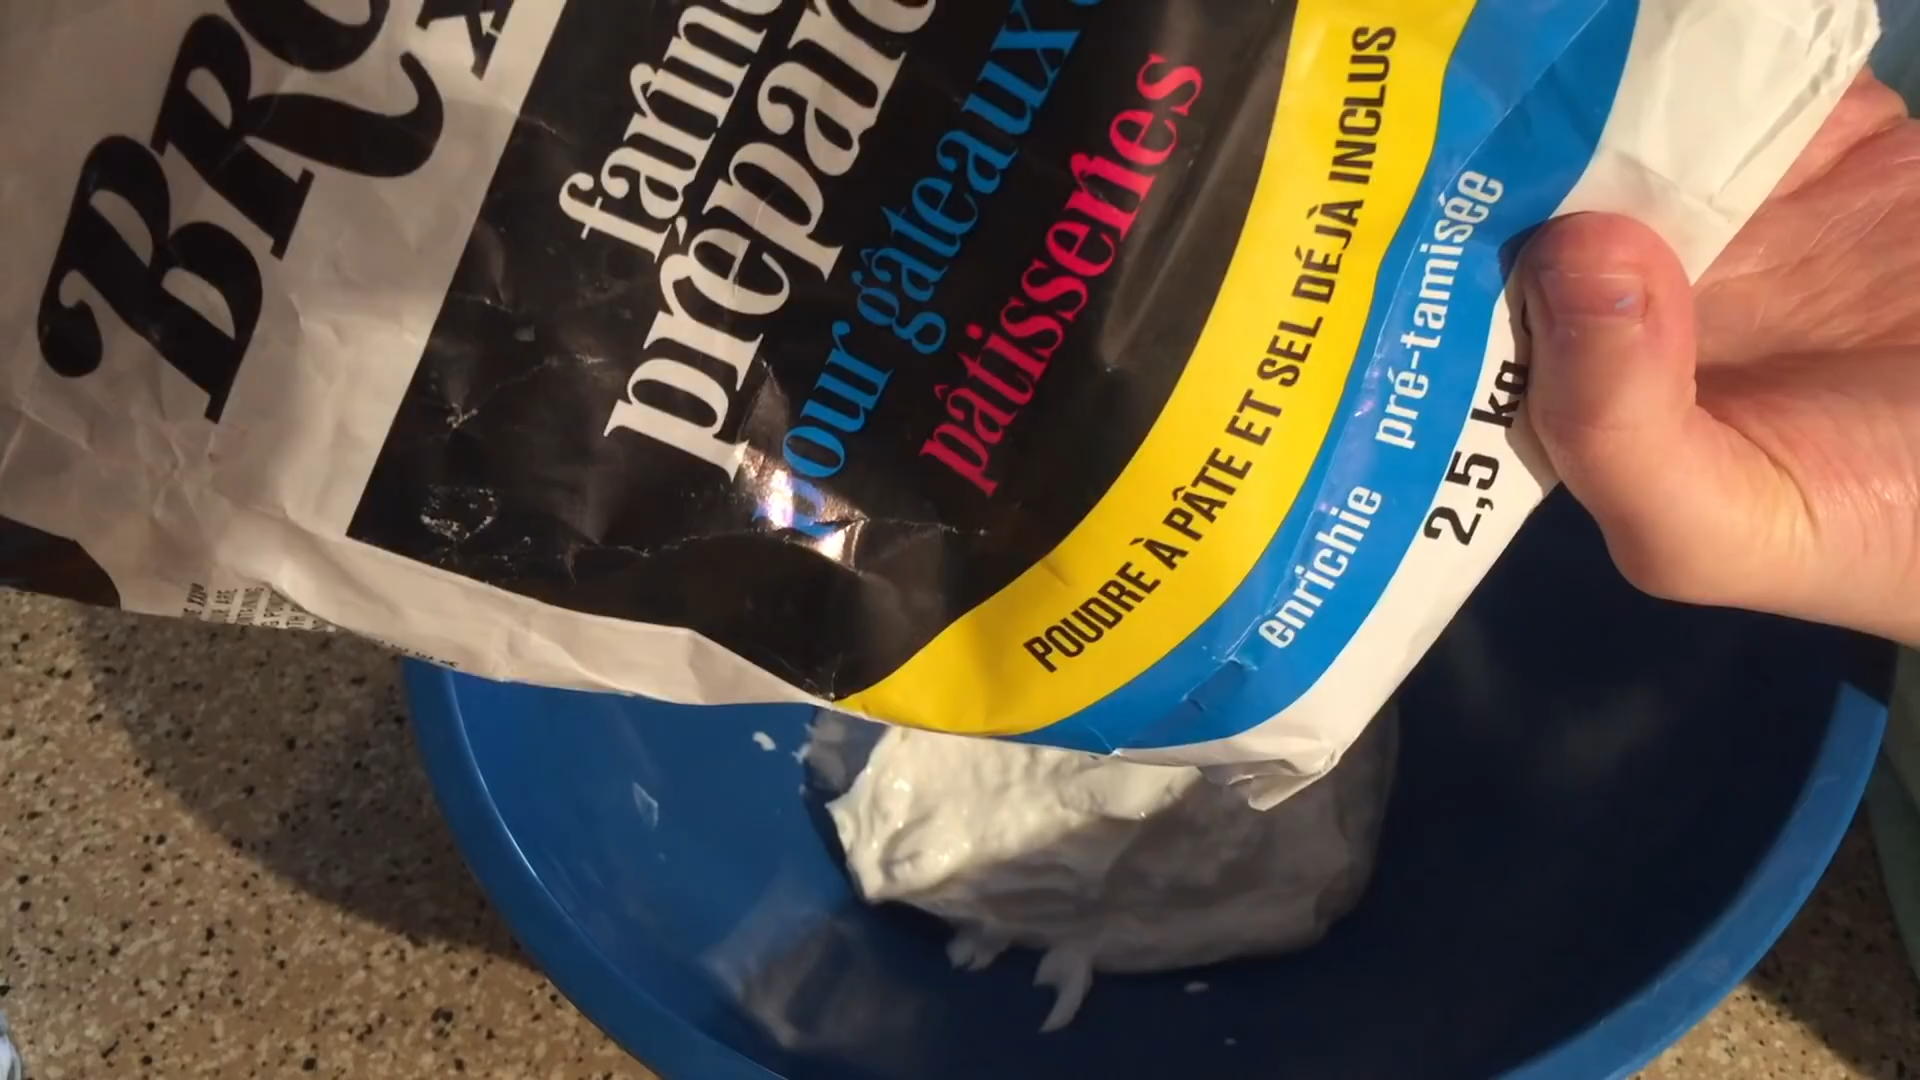 farine
préparée
pour gâteaux
pâtisseries
POUDRE À PÂTE ET SEL DÉJÀ INCLUS
enrichie pré-tamisée
2,5 kg